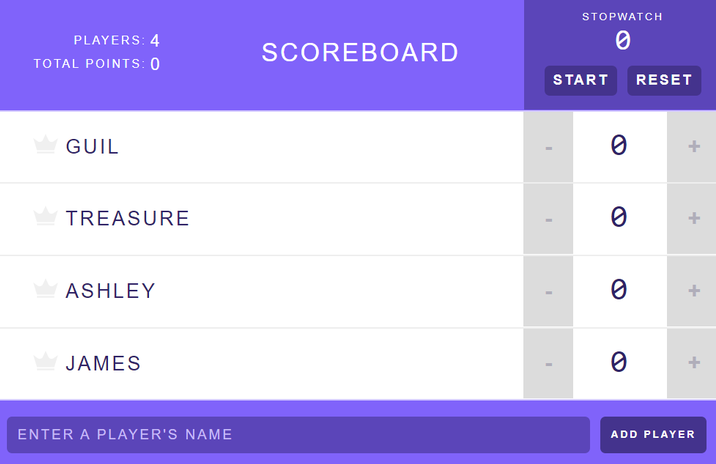 PLAYERS: 4
TOTAL POINTS: 0
SCOREBOARD
STOPWATCH
0
START RESET
GUIL - 0 +
TREASURE - 0 +
ASHLEY - 0 +
JAMES - 0 +
ENTER A PLAYER'S NAME ADD PLAYER